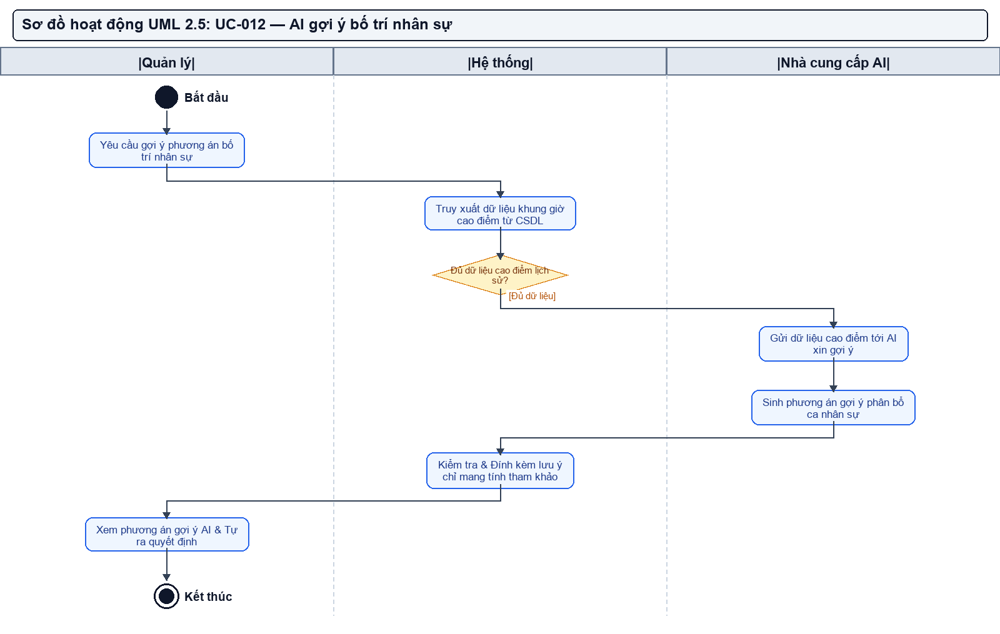 Sơ đồ hoạt động UML 2.5: UC-012 — AI gợi ý bố trí nhân sự
|Quản lý|
|Hệ thống|
|Nhà cung cấp AI|
Bắt đầu
Yêu cầu gợi ý phương án bố
trí nhân sự
Truy xuất dữ liệu khung giờ
cao điểm từ CSDL
Đủ dữ liệu cao điểm lịch
sử?
[Đủ dữ liệu]
Gửi dữ liệu cao điểm tới AI
xin gợi ý
Sinh phương án gợi ý phân bổ
ca nhân sự
Kiểm tra & Đính kèm lưu ý
chỉ mang tính tham khảo
Xem phương án gợi ý AI & Tự
ra quyết định
Kết thúc